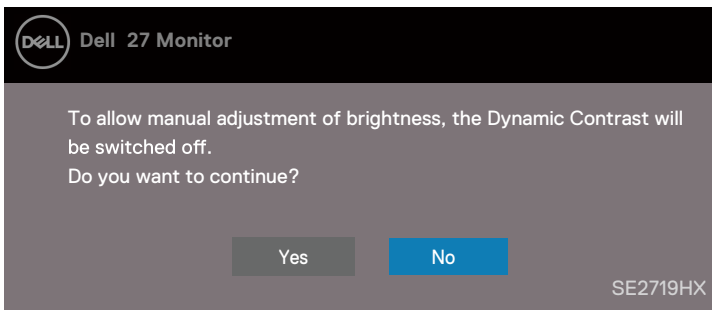 DELL Dell 27 Monitor
To allow manual adjustment of brightness, the Dynamic Contrast will
be switched off.
Do you want to continue?
Yes No
SE2719HX